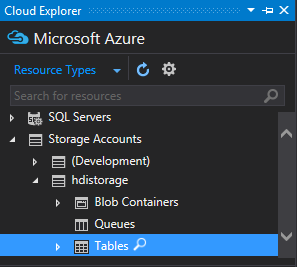 Cloud Explorer
Microsoft Azure
Resource Types
Search for resources
SQL Servers
Storage Accounts
(Development)
hdistorage
Blob Containers
Queues
Tables